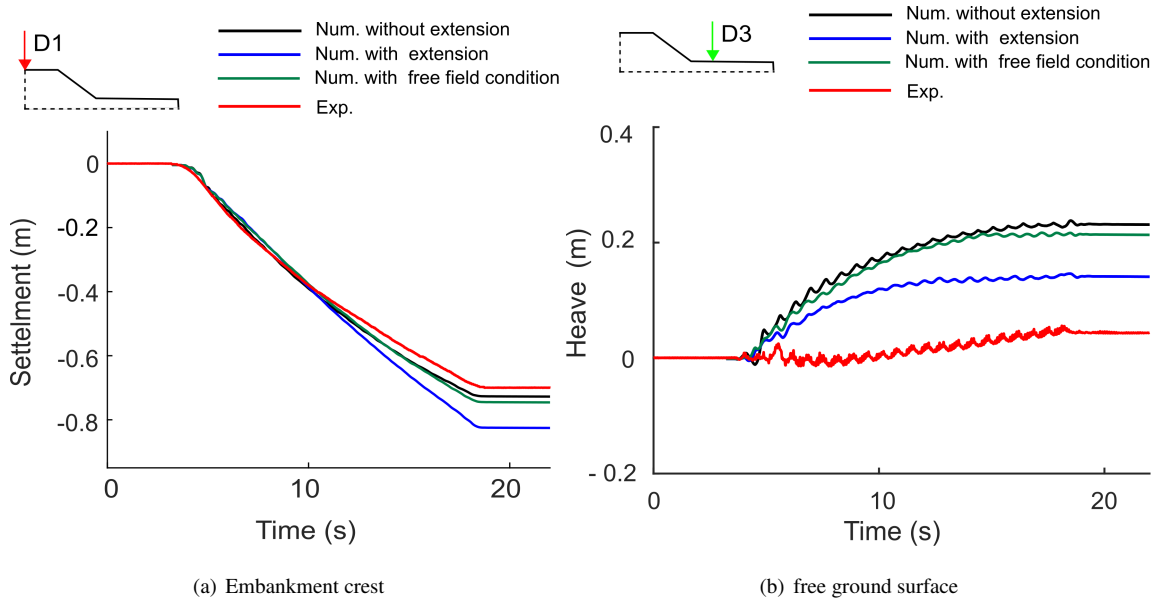 D1
Num. without extension
Num. with extension
Num. with free field condition
Exp.
0
-0.2
-0.4
-0.6
-0.8
Settelment (m)
0
10
20
Time (s)
(a) Embankment crest
D3
Num. without extension
Num. with extension
Num. with free field condition
Exp.
0.4
0.2
0
- 0.2
Heave (m)
0
10
20
Time (s)
(b) free ground surface